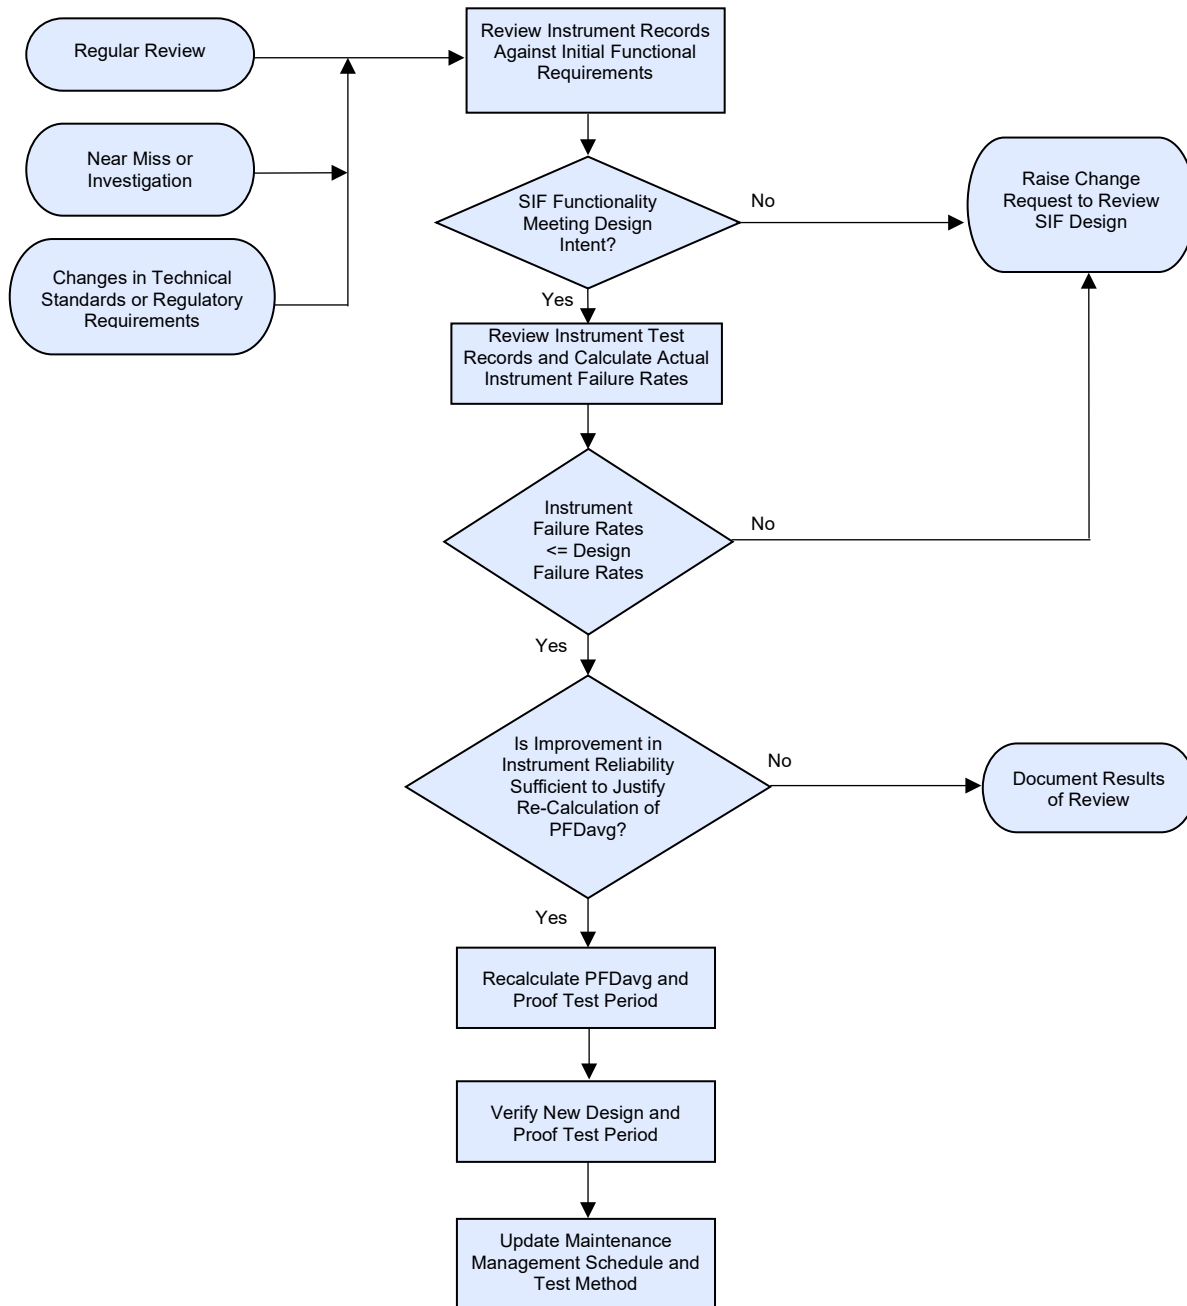 Regular Review
Review Instrument Records
Against Initial Functional
Requirements
Near Miss or
Investigation
Raise Change
Request to Review
SIF Design
SIF Functionality
Meeting Design
Intent?
No
Changes in Technical
Standards or Regulatory
Requirements
Yes
Review Instrument Test
Records and Calculate Actual
Instrument Failure Rates
Instrument
Failure Rates
<= Design
Failure Rates
No
Yes
Is Improvement in
Instrument Reliability
Sufficient to Justify
Re-Calculation of
PFDavg?
No
Document Results
of Review
Yes
Recalculate PFDavg and
Proof Test Period
Verify New Design and
Proof Test Period
Update Maintenance
Management Schedule and
Test Method